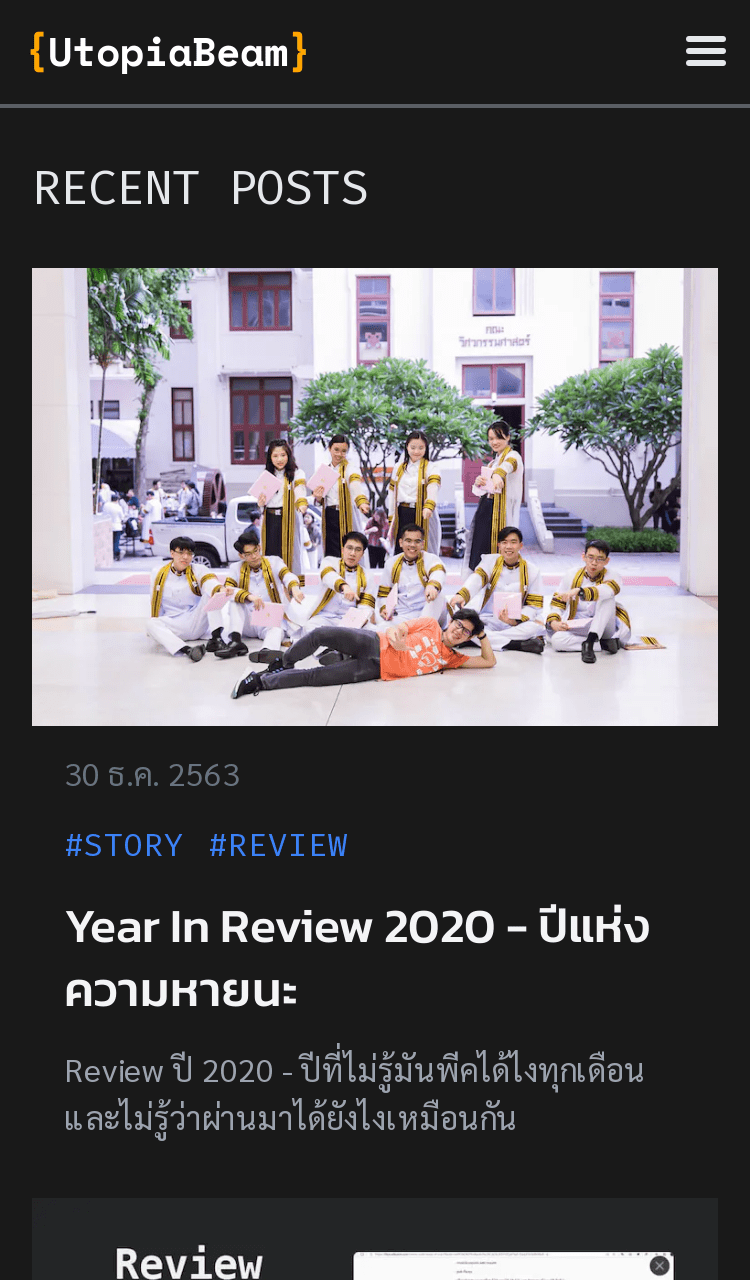 {UtopiaBeam}
RECENT POSTS
คณะ
วิศวกรรมศาสตร์
30 ธ.ค. 2563
#STORY #REVIEW
Year In Review 2020 - ปีแห่ง
ความหายนะ
Review ปี 2020 - ปีที่ไม่รู้มันพีคได้ไงทุกเดือน
และไม่รู้ว่าผ่านมาได้ยังไงเหมือนกัน
Review